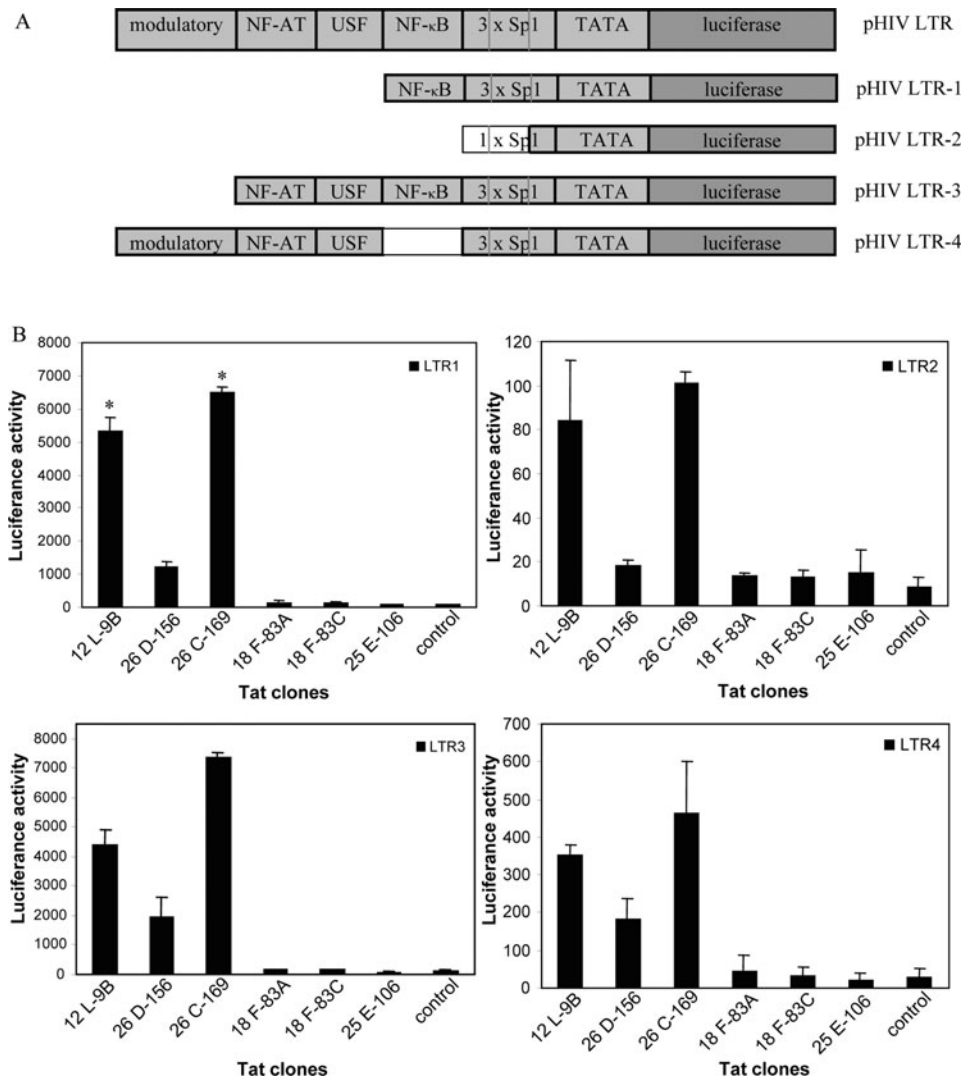 A
modulatory NF-AT USF NF-κB 3 x Sp1 TATA luciferase pHIV LTR
NF-κB 3 x Sp1 TATA luciferase pHIV LTR-1
1 x Sp1 TATA luciferase pHIV LTR-2
NF-AT USF NF-κB 3 x Sp1 TATA luciferase pHIV LTR-3
modulatory NF-AT USF 3 x Sp1 TATA luciferase pHIV LTR-4
B
Luciferance activity
8000
7000
6000
5000
4000
3000
2000
1000
0
* *
LTR1
12 L-9B 26 D-156 26 C-169 18 F-83A 18 F-83C 25 E-106 control
Tat clones
Luciferance activity
120
100
80
60
40
20
0
LTR2
12 L-9B 26 D-156 26 C-169 18 F-83A 18 F-83C 25 E-106 control
Tat clones
Luciferance activity
8000
7000
6000
5000
4000
3000
2000
1000
0
LTR3
12 L-9B 26 D-156 26 C-169 18 F-83A 18 F-83C 25 E-106 control
Tat clones
Luciferance activity
700
600
500
400
300
200
100
0
LTR4
12 L-9B 26 D-156 26 C-169 18 F-83A 18 F-83C 25 E-106 control
Tat clones